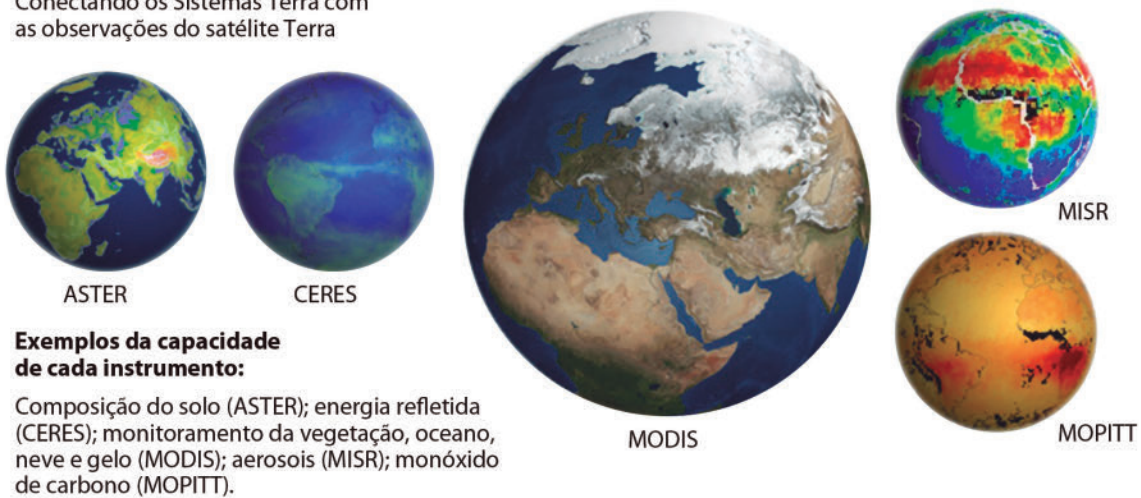 Conectando os Sistemas Terra com
as observações do satélite Terra
ASTER
CERES
MODIS
MISR
MOPITT
Exemplos da capacidade
de cada instrumento:
Composição do solo (ASTER); energia refletida
(CERES); monitoramento da vegetação, oceano,
neve e gelo (MODIS); aerosois (MISR); monóxido
de carbono (MOPITT).